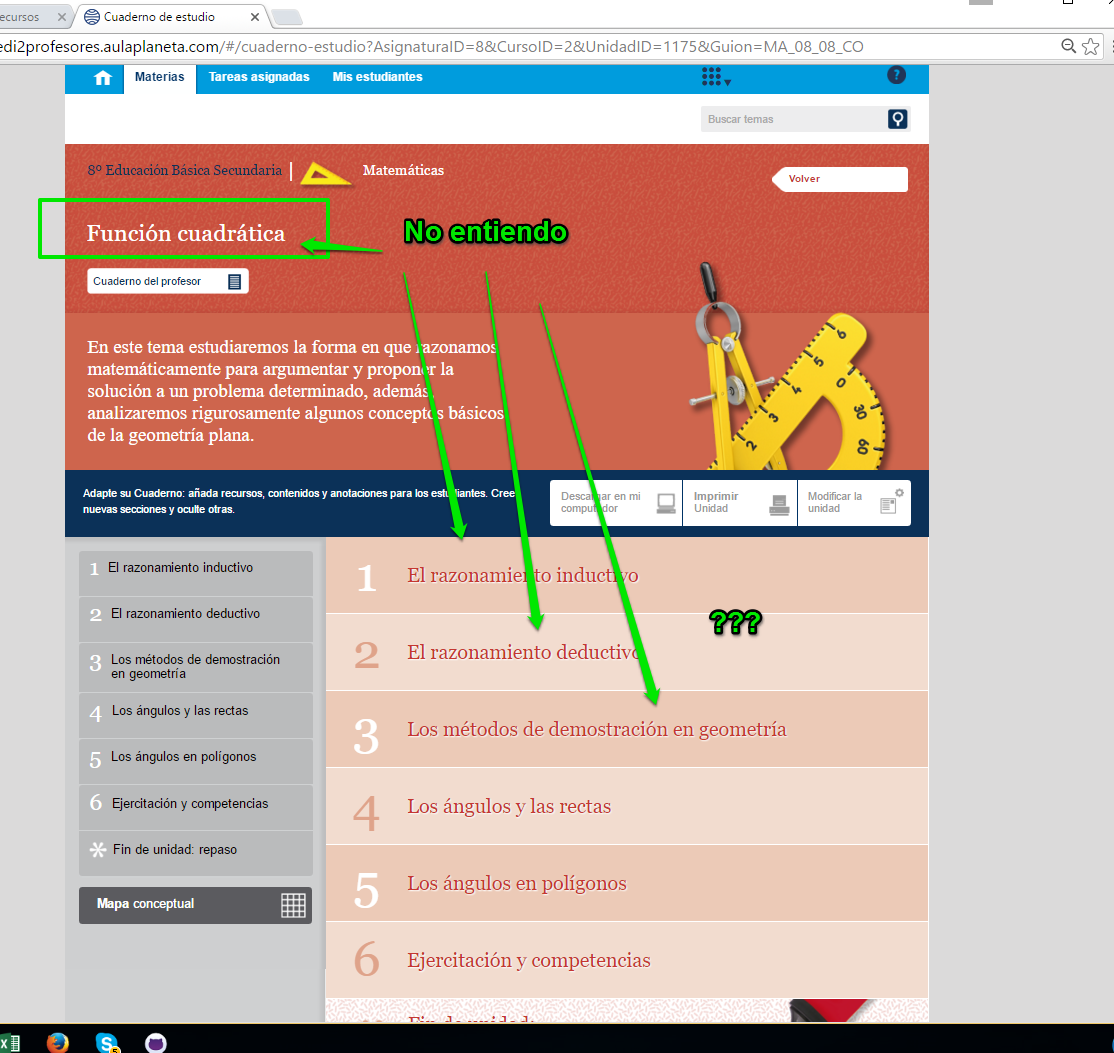 ecursos
Cuaderno de estudio
edi2profesores.aulaplaneta.com/#/cuaderno-estudio?AsignaturaID=8&CursoID=2&UnidadID=1175&Guion=MA_08_08_CO
Materias
Tareas asignadas
Mis estudiantes
?
Buscar temas
8º Educación Básica Secundaria
Matemáticas
Volver
Función cuadrática
No entiendo
Cuaderno del profesor
En este tema estudiaremos la forma en que razonamos
matemáticamente para argumentar y proponer la
solución a un problema determinado, además,
analizaremos rigurosamente algunos conceptos básicos
de la geometría plana.
Adapte su Cuaderno: añada recursos, contenidos y anotaciones para los estudiantes. Cree
nuevas secciones y oculte otras.
Descargar en mi
computador
Imprimir
Unidad
Modificar la
unidad
1 El razonamiento inductivo
2 El razonamiento deductivo
3 Los métodos de demostración
en geometría
4 Los ángulos y las rectas
5 Los ángulos en polígonos
6 Ejercitación y competencias
* Fin de unidad: repaso
Mapa conceptual
1 El razonamiento inductivo
2 El razonamiento deductivo
???
3 Los métodos de demostración en geometría
4 Los ángulos y las rectas
5 Los ángulos en polígonos
6 Ejercitación y competencias
Fin de unidad: